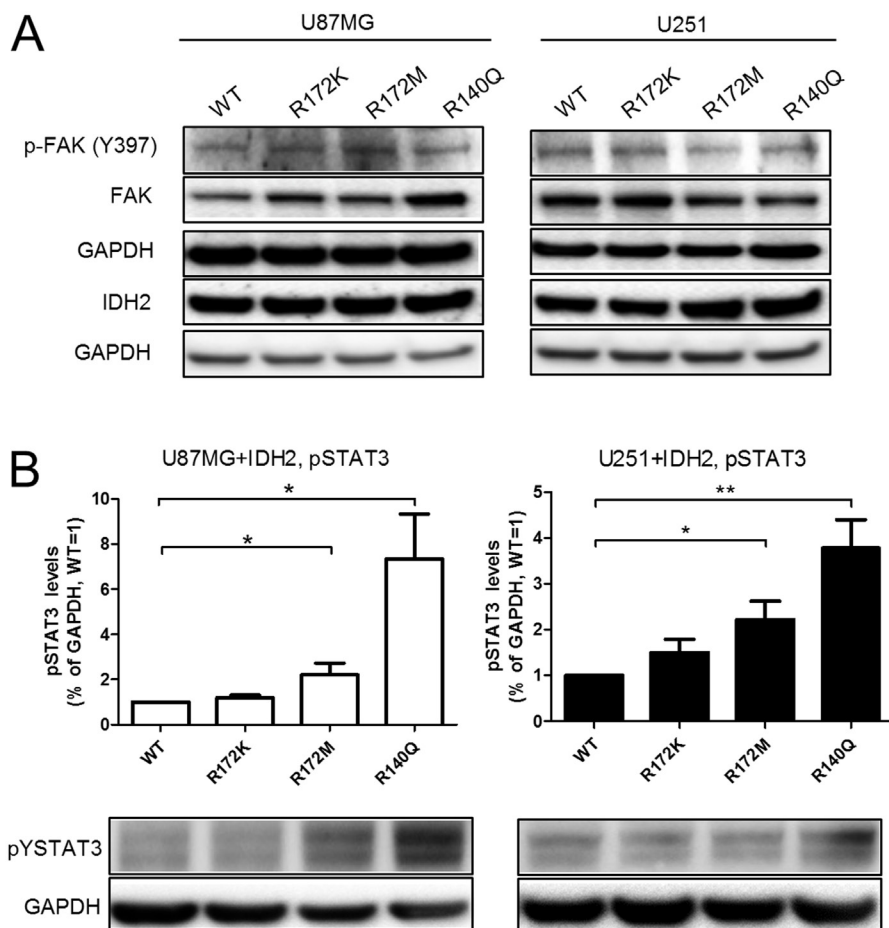 A
U87MG
U251
WT R172K R172M R140Q
WT R172K R172M R140Q
p-FAK (Y397)
FAK
GAPDH
IDH2
GAPDH
B
U87MG+IDH2, pSTAT3
pSTAT3 levels
(% of GAPDH, WT=1)
10
8
6
4
2
0
*
*
WT R172K R172M R140Q
U251+IDH2, pSTAT3
pSTAT3 levels
(% of GAPDH, WT=1)
5
4
3
2
1
0
**
*
WT R172K R172M R140Q
pYSTAT3
GAPDH